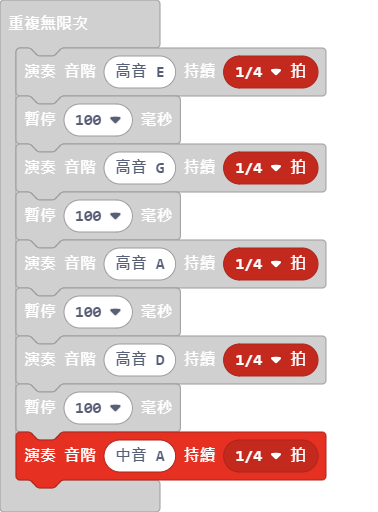 重複無限次
演奏 音階 高音 E 持續 1/4 拍
暫停 100 毫秒
演奏 音階 高音 G 持續 1/4 拍
暫停 100 毫秒
演奏 音階 高音 A 持續 1/4 拍
暫停 100 毫秒
演奏 音階 高音 D 持續 1/4 拍
暫停 100 毫秒
演奏 音階 中音 A 持續 1/4 拍